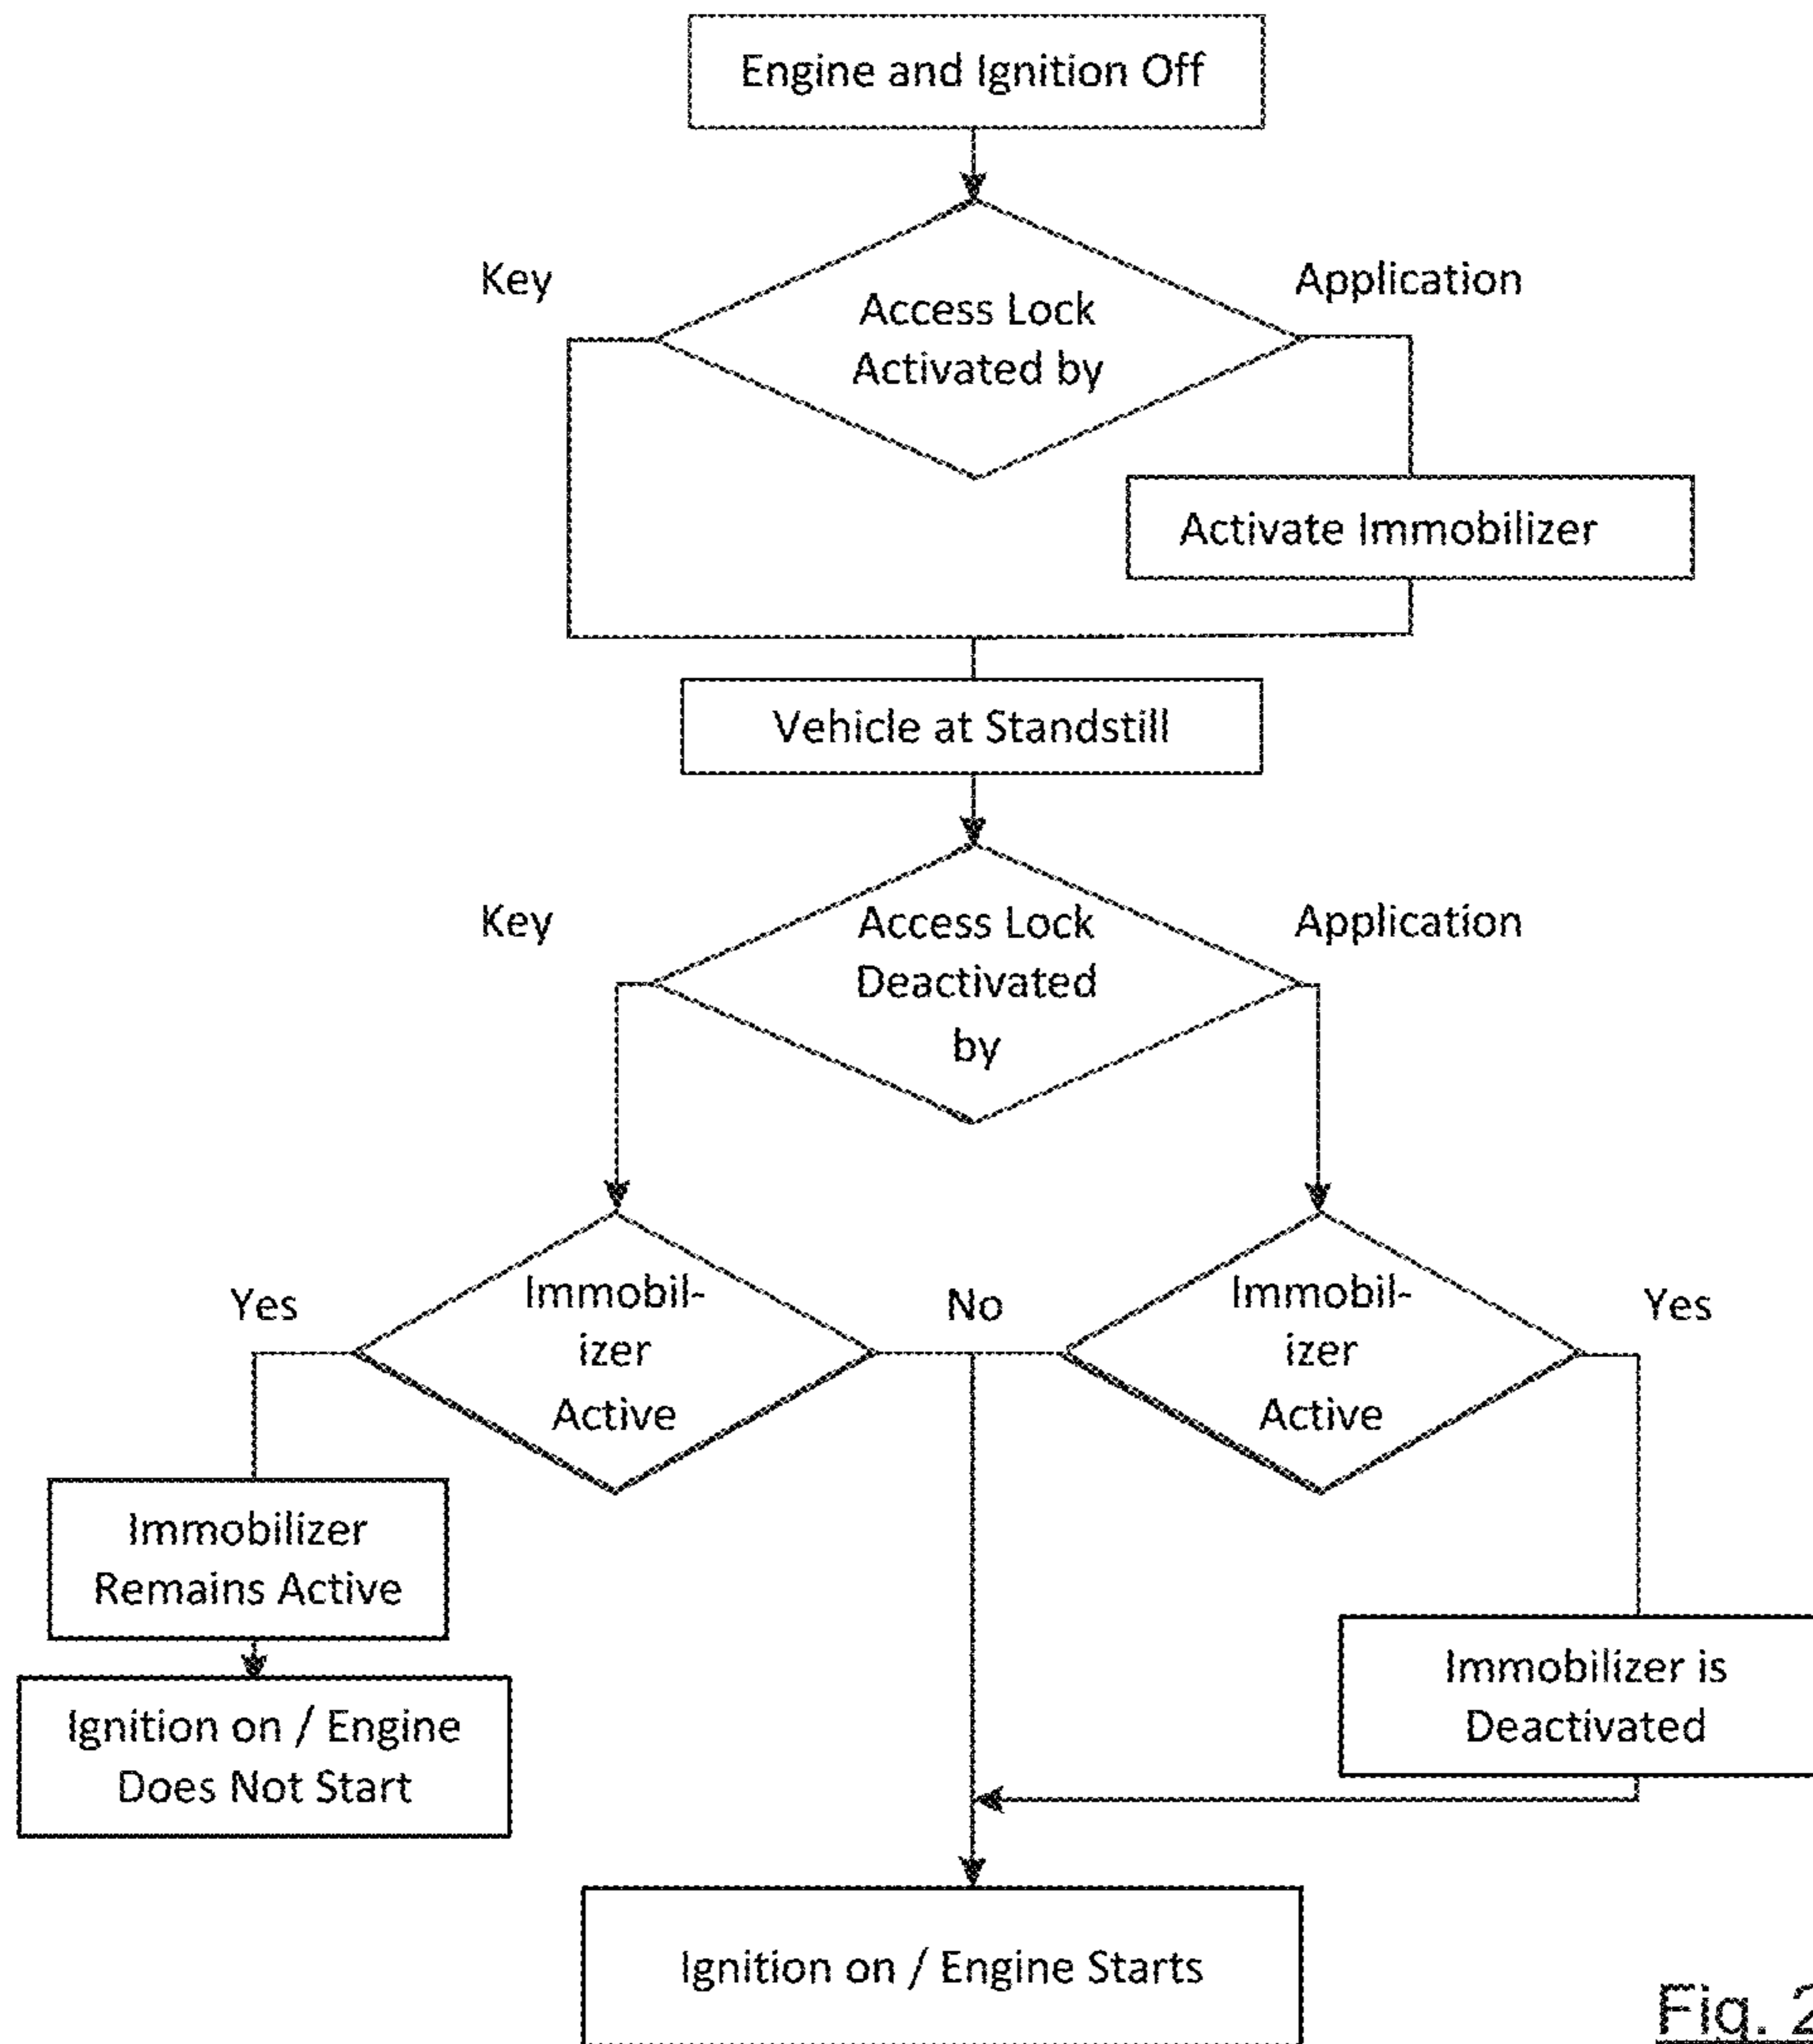 Engine and Ignition Off
Key
Application
Access Lock
Activated by
Activate Immobilizer
Vehicle at Standstill
Key
Application
Access Lock
Deactivated
by
Yes
Immobil-
izer
Active
No
Immobil-
izer
Active
Yes
Immobilizer
Remains Active
Immobilizer is
Deactivated
Ignition on / Engine
Does Not Start
Ignition on / Engine Starts
Fig. 2